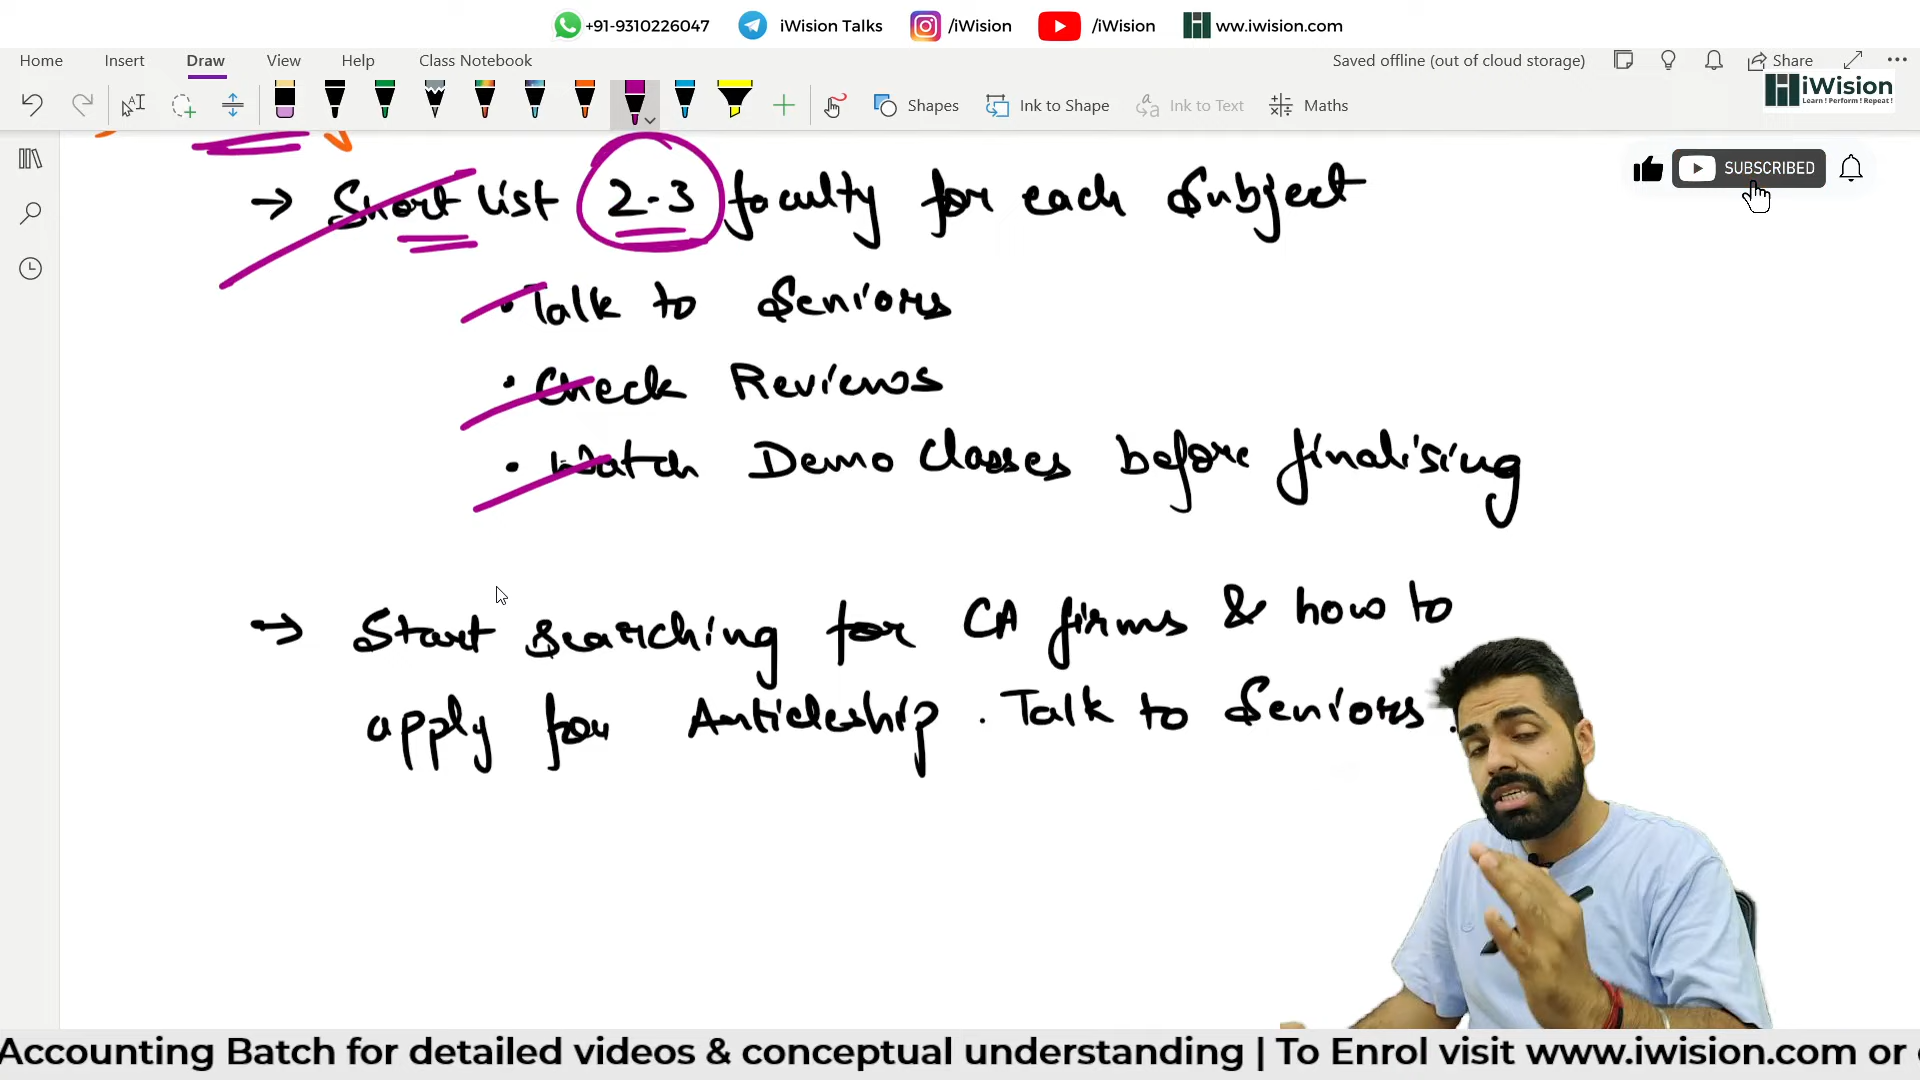 +91-9310226047 iWision Talks /iWision /iWision ww.iwision.com
Home Insert Draw View Help Class Notebook Saved offline (out of cloud storage) Share
Shapes Ink to Shape Ink to Text Maths
iWision
Learn ! Perform ! Repeat !
SUBSCRIBED
→ Short list 2-3 faculty for each Subject
• Talk to Seniors
• Check Reviews
• Watch Demo Classes before finalising
→ Start searching for CA firms & how to
apply for Articleship. Talk to Seniors.
Accounting Batch for detailed videos & conceptual understanding | To Enrol visit www.iwision.com or